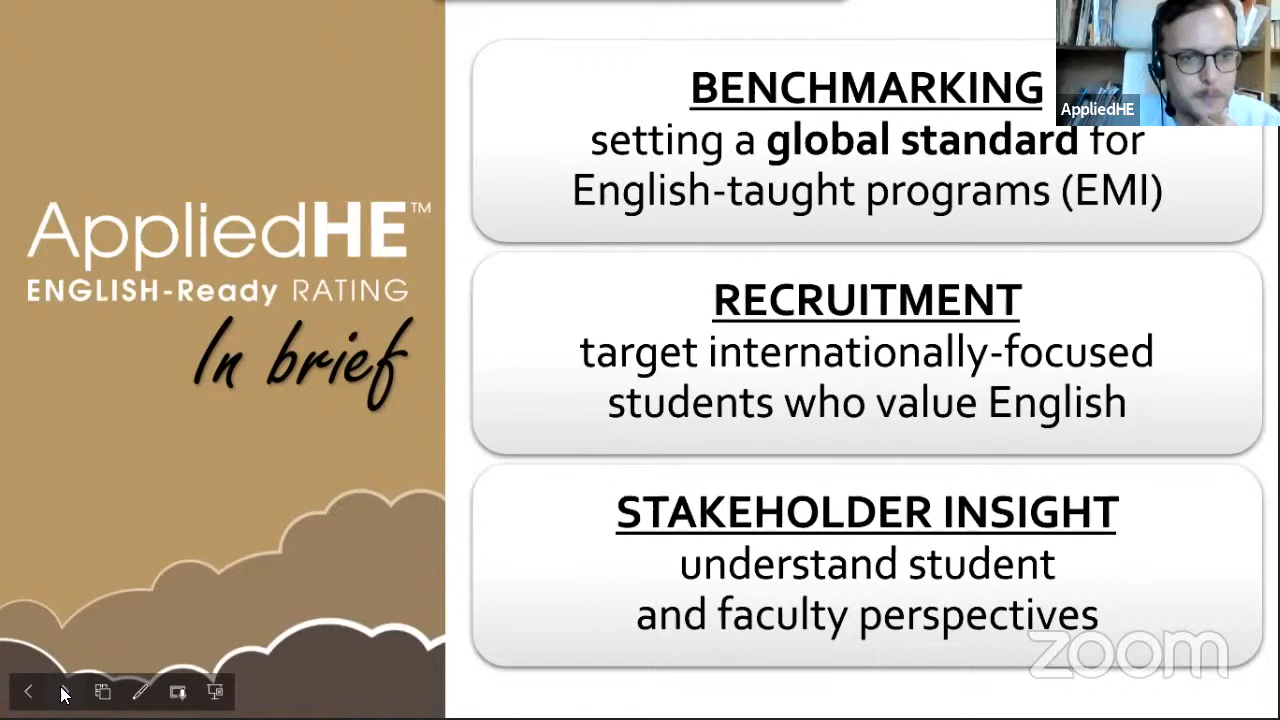 AppliedHE™
ENGLISH-Ready RATING
In brief
BENCHMARKING
setting a global standard for
English-taught programs (EMI)
RECRUITMENT
target internationally-focused
students who value English
STAKEHOLDER INSIGHT
understand student
and faculty perspectives
AppliedHE
zoom